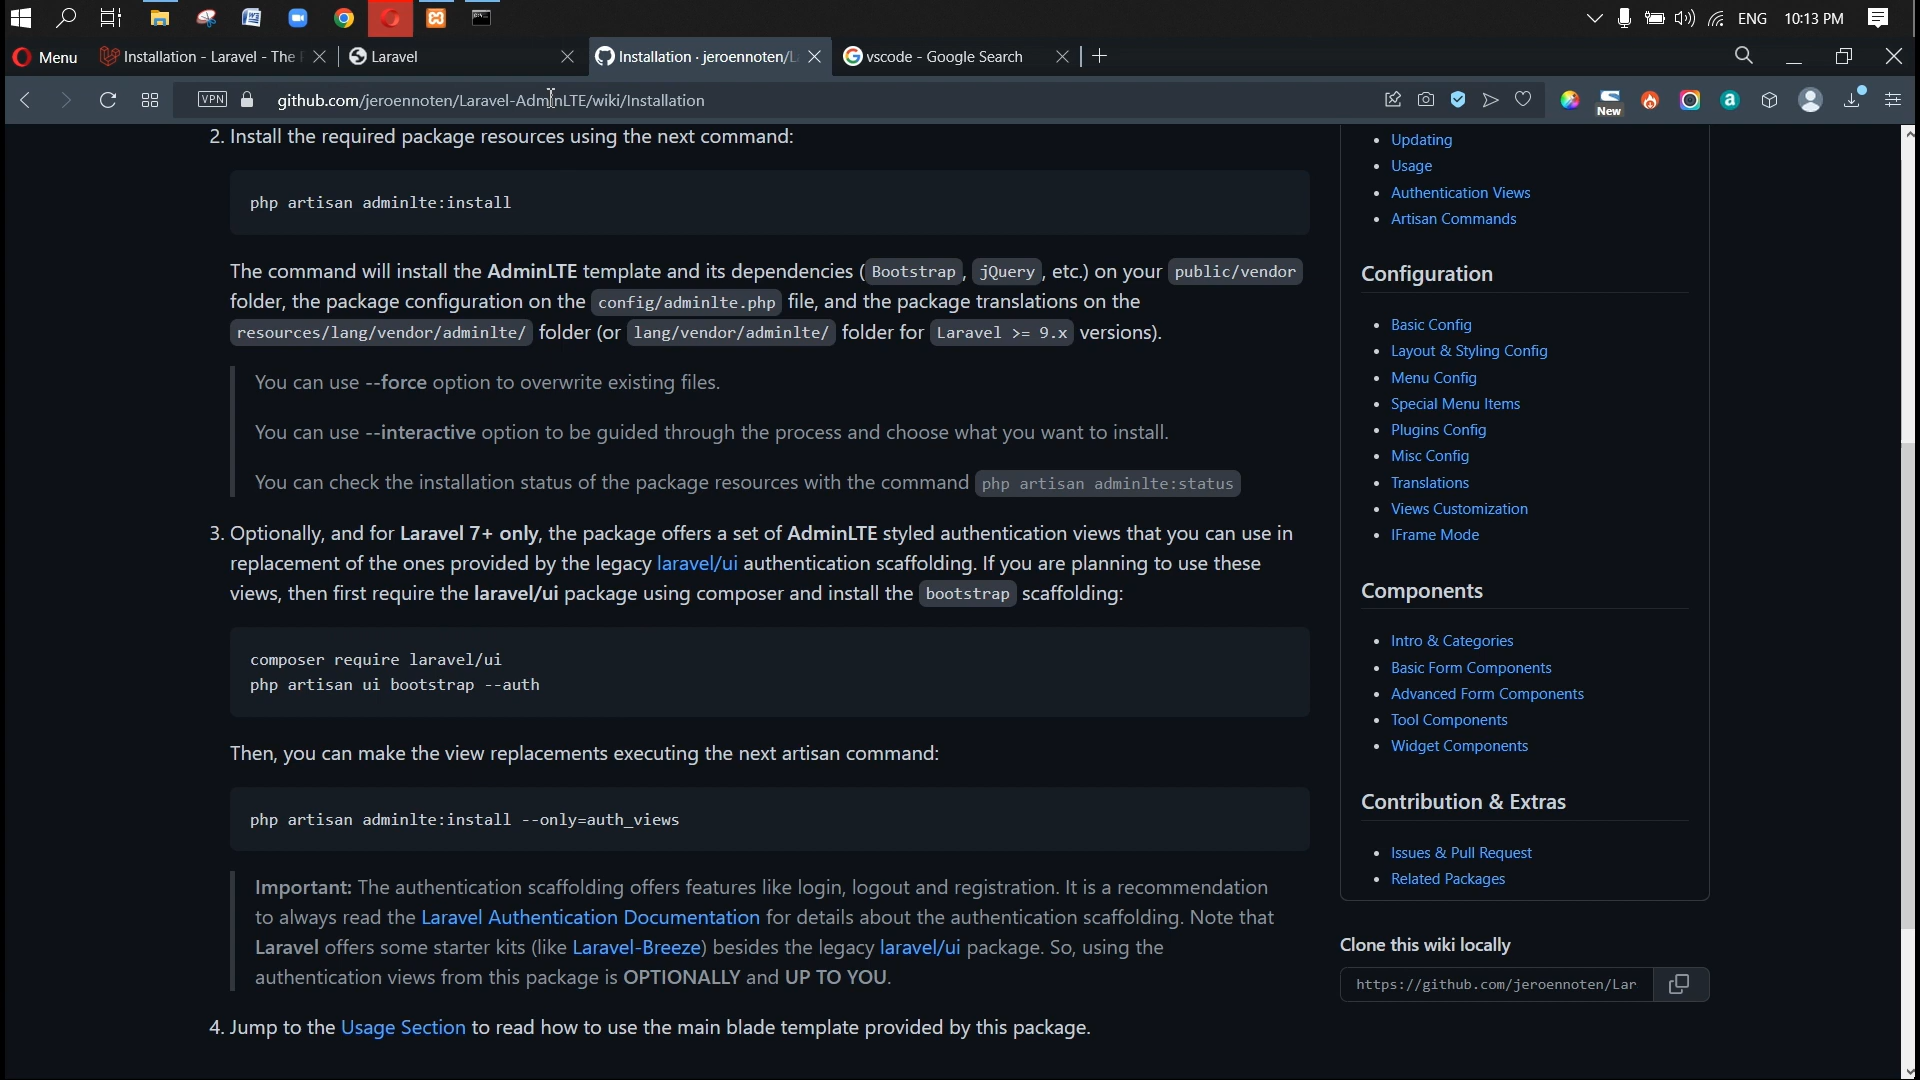 ENG 10:13 PM
Menu
Installation - Laravel - The
Laravel
Installation · jeroennoten/L
vscode - Google Search
VPN
github.com/jeroennoten/Laravel-AdminLTE/wiki/Installation
New
2. Install the required package resources using the next command:
php artisan adminlte:install
The command will install the AdminLTE template and its dependencies ( Bootstrap , jQuery , etc.) on your public/vendor
folder, the package configuration on the config/adminlte.php file, and the package translations on the
resources/lang/vendor/adminlte/ folder (or lang/vendor/adminlte/ folder for Laravel >= 9.x versions).
You can use --force option to overwrite existing files.
You can use --interactive option to be guided through the process and choose what you want to install.
You can check the installation status of the package resources with the command php artisan adminlte:status
3. Optionally, and for Laravel 7+ only, the package offers a set of AdminLTE styled authentication views that you can use in
replacement of the ones provided by the legacy laravel/ui authentication scaffolding. If you are planning to use these
views, then first require the laravel/ui package using composer and install the bootstrap scaffolding:
composer require laravel/ui
php artisan ui bootstrap --auth
Then, you can make the view replacements executing the next artisan command:
php artisan adminlte:install --only=auth_views
Important: The authentication scaffolding offers features like login, logout and registration. It is a recommendation
to always read the Laravel Authentication Documentation for details about the authentication scaffolding. Note that
Laravel offers some starter kits (like Laravel-Breeze) besides the legacy laravel/ui package. So, using the
authentication views from this package is OPTIONALLY and UP TO YOU.
4. Jump to the Usage Section to read how to use the main blade template provided by this package.
Updating
Usage
Authentication Views
Artisan Commands
Configuration
Basic Config
Layout & Styling Config
Menu Config
Special Menu Items
Plugins Config
Misc Config
Translations
Views Customization
IFrame Mode
Components
Intro & Categories
Basic Form Components
Advanced Form Components
Tool Components
Widget Components
Contribution & Extras
Issues & Pull Request
Related Packages
Clone this wiki locally
https://github.com/jeroennoten/Lar